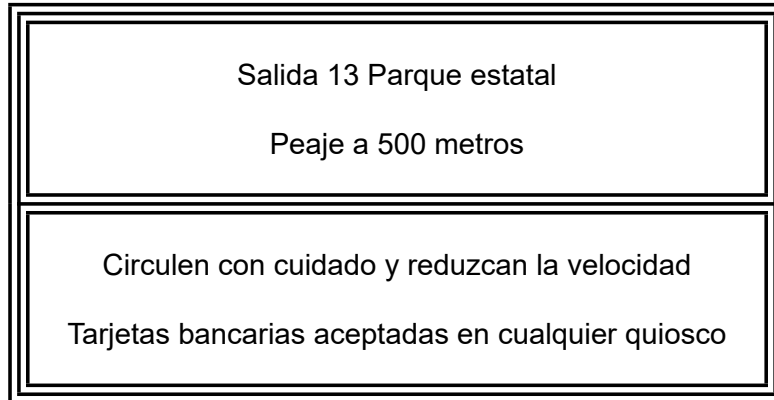 Salida 13 Parque estatal
Peaje a 500 metros
Circulen con cuidado y reduzcan la velocidad
Tarjetas bancarias aceptadas en cualquier quiosco